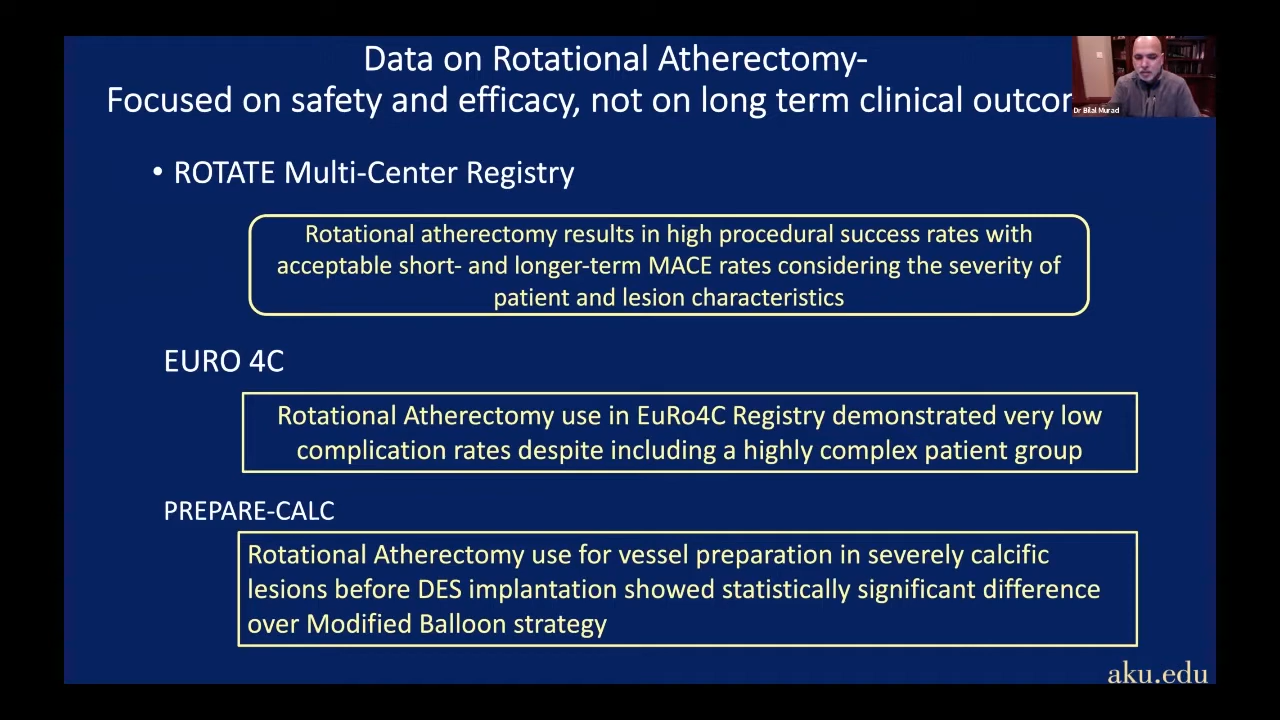 Data on Rotational Atherectomy-
Focused on safety and efficacy, not on long term clinical outcor
Dr Bilal Murad
• ROTATE Multi-Center Registry
Rotational atherectomy results in high procedural success rates with
acceptable short- and longer-term MACE rates considering the severity of
patient and lesion characteristics
EURO 4C
Rotational Atherectomy use in EuRo4C Registry demonstrated very low
complication rates despite including a highly complex patient group
PREPARE-CALC
Rotational Atherectomy use for vessel preparation in severely calcific
lesions before DES implantation showed statistically significant difference
over Modified Balloon strategy
aku.edu